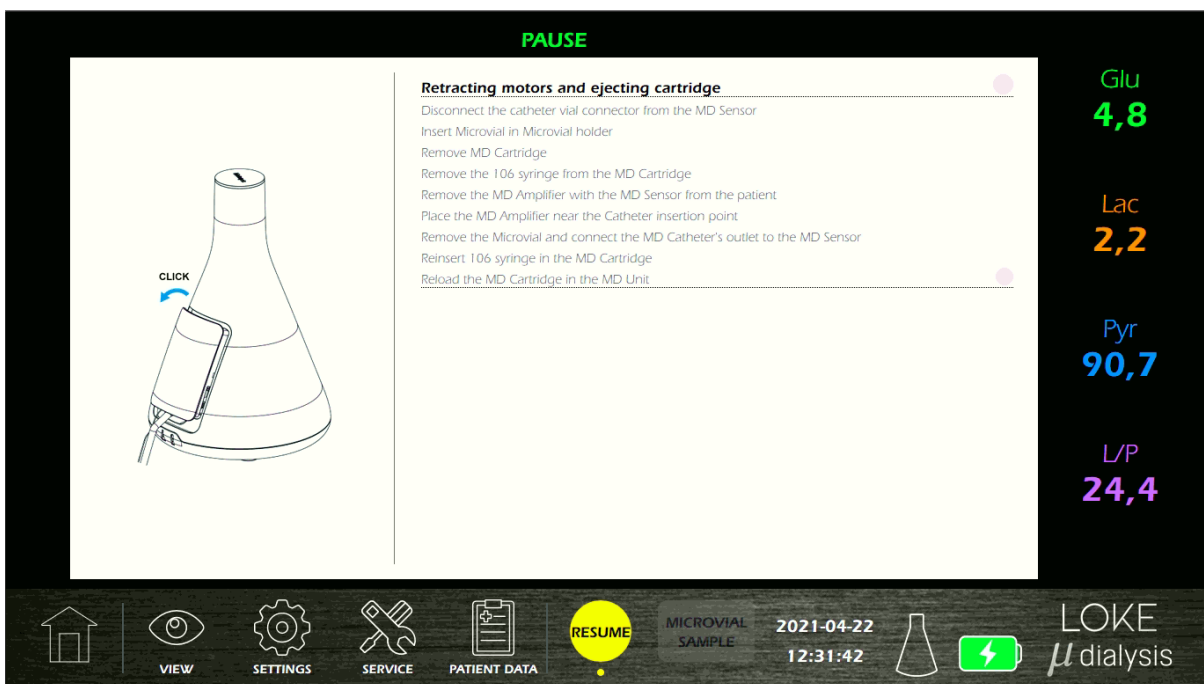 PAUSE
Retracting motors and ejecting cartridge
Disconnect the catheter vial connector from the MD Sensor
Insert Microvial in Microvial holder
Remove MD Cartridge
Remove the 106 syringe from the MD Cartridge
Remove the MD Amplifier with the MD Sensor from the patient
Place the MD Amplifier near the Catheter insertion point
Remove the Microvial and connect the MD Catheter's outlet to the MD Sensor
Reinsert 106 syringe in the MD Cartridge
Reload the MD Cartridge in the MD Unit
CLICK
Glu
4,8
Lac
2,2
Pyr
90,7
L/P
24,4
VIEW
SETTINGS
SERVICE
PATIENT DATA
RESUME
MICROVIAL
SAMPLE
2021-04-22
12:31:42
LOKE
μ dialysis